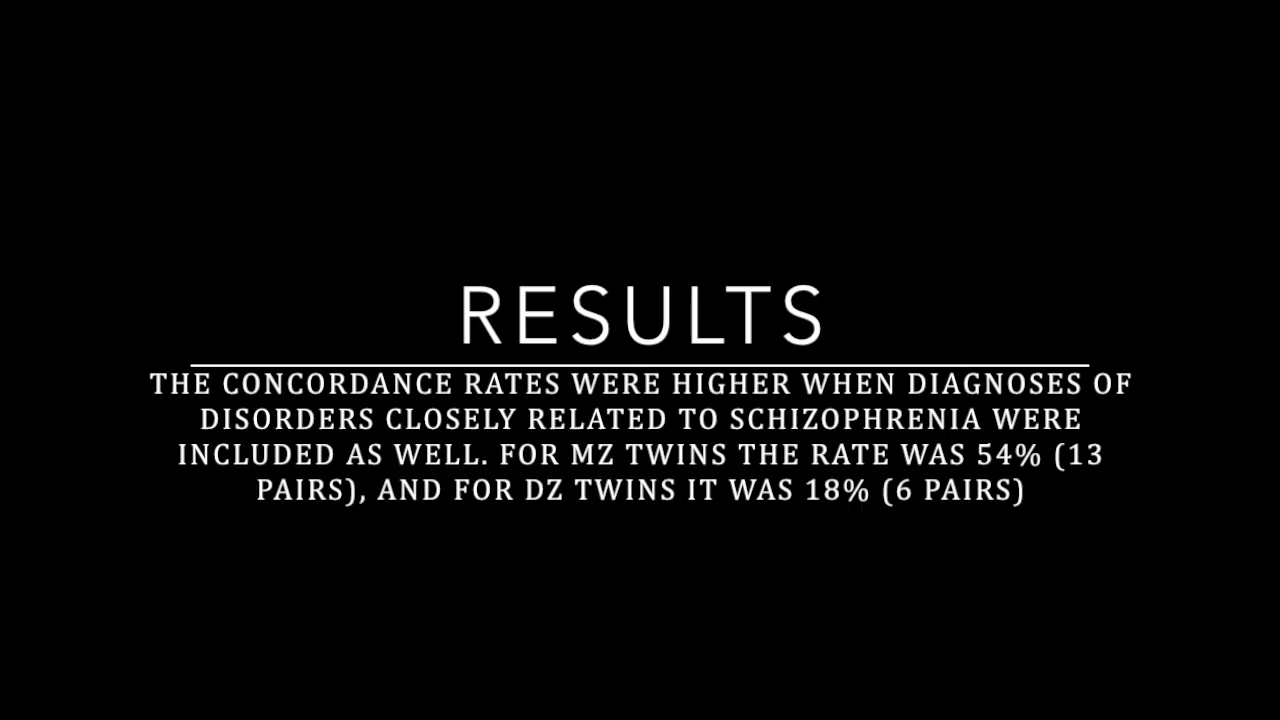 RESULTS
THE CONCORDANCE RATES WERE HIGHER WHEN DIAGNOSES OF
DISORDERS CLOSELY RELATED TO SCHIZOPHRENIA WERE
INCLUDED AS WELL. FOR MZ TWINS THE RATE WAS 54% (13
PAIRS), AND FOR DZ TWINS IT WAS 18% (6 PAIRS)